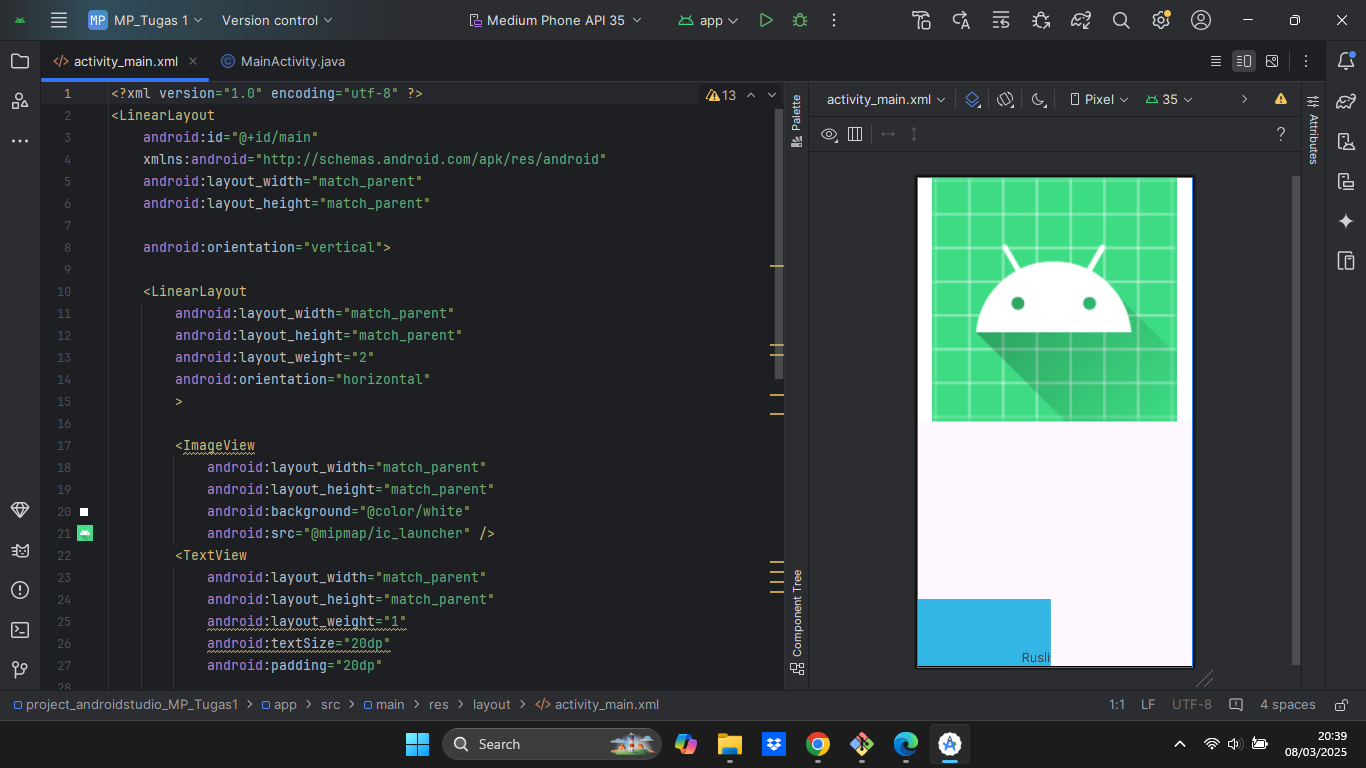 MP MP_Tugas 1 Version control Medium Phone API 35 app
activity_main.xml MainActivity.java
1 <?xml version="1.0" encoding="utf-8" ?> 13
2 <LinearLayout
3 android:id="@+id/main"
4 xmlns:android="http://schemas.android.com/apk/res/android"
5 android:layout_width="match_parent"
6 android:layout_height="match_parent"
7
8 android:orientation="vertical">
9
10 <LinearLayout
11 android:layout_width="match_parent"
12 android:layout_height="match_parent"
13 android:layout_weight="2"
14 android:orientation="horizontal"
15 >
16
17 <ImageView
18 android:layout_width="match_parent"
19 android:layout_height="match_parent"
20 android:background="@color/white"
21 android:src="@mipmap/ic_launcher" />
22 <TextView
23 android:layout_width="match_parent"
24 android:layout_height="match_parent"
25 android:layout_weight="1"
26 android:textSize="20dp"
27 android:padding="20dp"
28
Palette
Component Tree
activity_main.xml Pixel 35
?
Attributes
Rusli
project_androidstudio_MP_Tugas1 > app > src > main > res > layout > activity_main.xml 1:1 LF UTF-8 4 spaces
Search
20:39
08/03/2025